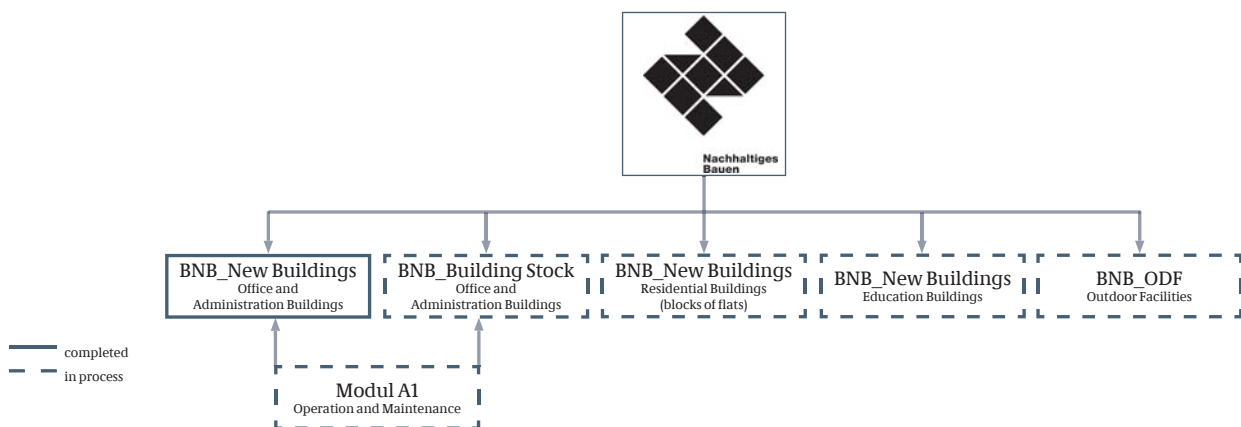 Nachhaltiges
Bauen
BNB_New Buildings
Office and
Administration Buildings
BNB_Building Stock
Office and
Administration Buildings
BNB_New Buildings
Residential Buildings
(blocks of flats)
BNB_New Buildings
Education Buildings
BNB_ODF
Outdoor Facilities
completed
in process
Modul A1
Operation and Maintenance